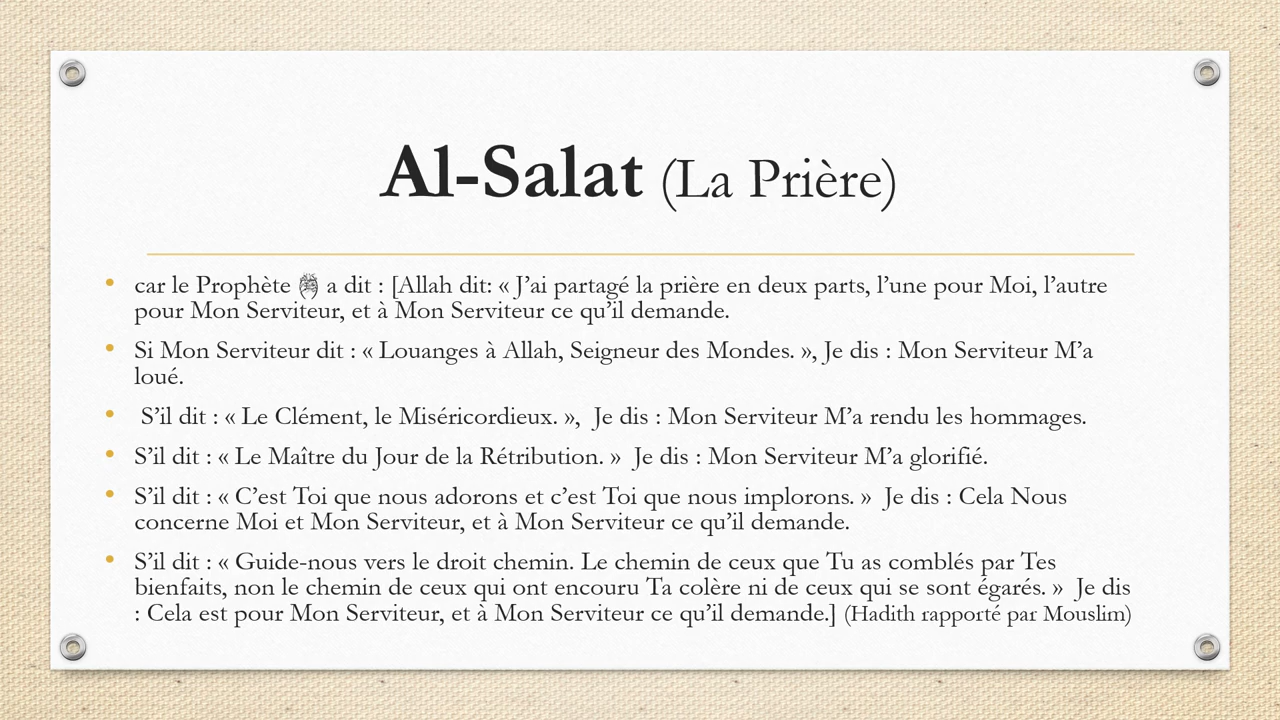 Al-Salat (La Prière)
• car le Prophète ﷺ a dit : [Allah dit: « J’ai partagé la prière en deux parts, l’une pour Moi, l’autre
pour Mon Serviteur, et à Mon Serviteur ce qu’il demande.
• Si Mon Serviteur dit : « Louanges à Allah, Seigneur des Mondes. », Je dis : Mon Serviteur M’a
loué.
• S’il dit : « Le Clément, le Miséricordieux. », Je dis : Mon Serviteur M’a rendu les hommages.
• S’il dit : « Le Maître du Jour de la Rétribution. » Je dis : Mon Serviteur M’a glorifié.
• S’il dit : « C’est Toi que nous adorons et c’est Toi que nous implorons. » Je dis : Cela Nous
concerne Moi et Mon Serviteur, et à Mon Serviteur ce qu’il demande.
• S’il dit : « Guide-nous vers le droit chemin. Le chemin de ceux que Tu as comblés par Tes
bienfaits, non le chemin de ceux qui ont encouru Ta colère ni de ceux qui se sont égarés. » Je dis
: Cela est pour Mon Serviteur, et à Mon Serviteur ce qu’il demande.] (Hadith rapporté par Mouslim)